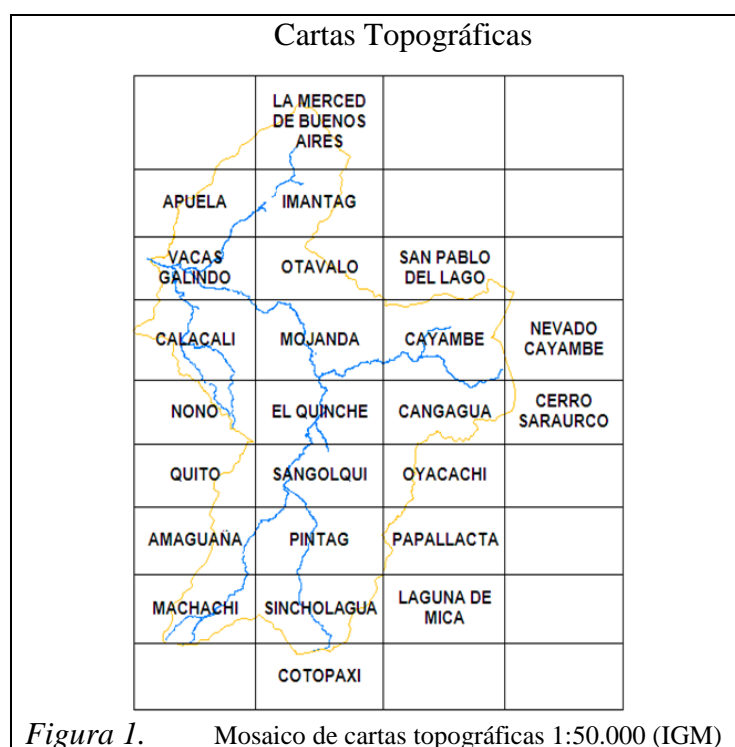 Cartas Topográficas
LA MERCED
DE BUENOS
AIRES
APUELA
IMANTAG
VACAS
GALINDO
OTAVALO
SAN PABLO
DEL LAGO
CALACALI
MOJANDA
CAYAMBE
NEVADO
CAYAMBE
NONO
EL QUINCHE
CANGAGUA
CERRO
SARAURCO
QUITO
SANGOLQUI
OYACACHI
AMAGUAÑA
PINTAG
PAPALLACTA
MACHACHI
SINCHOLAGUA
LAGUNA DE
MICA
COTOPAXI
Figura 1. Mosaico de cartas topográficas 1:50.000 (IGM)